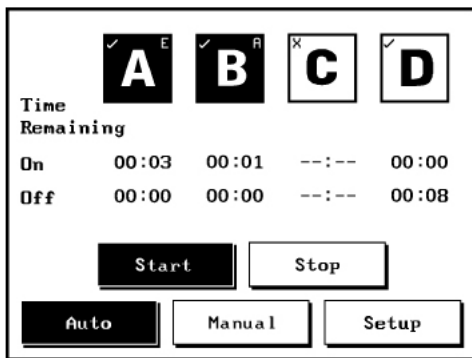 ✓ A E ✓ B A X C ✓ D
Time
Remaining
On 00:03 00:01 --:-- 00:00
Off 00:00 00:00 --:-- 00:08
Start Stop
Auto Manual Setup